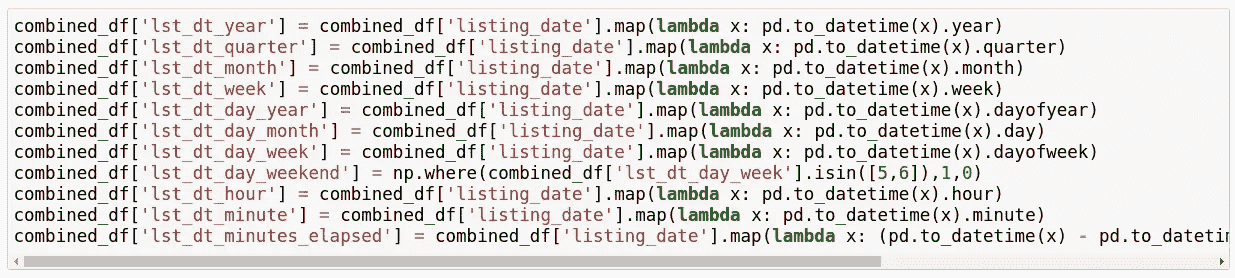 combined_df['lst_dt_year'] = combined_df['listing_date'].map(lambda x: pd.to_datetime(x).year)
combined_df['lst_dt_quarter'] = combined_df['listing_date'].map(lambda x: pd.to_datetime(x).quarter)
combined_df['lst_dt_month'] = combined_df['listing_date'].map(lambda x: pd.to_datetime(x).month)
combined_df['lst_dt_week'] = combined_df['listing_date'].map(lambda x: pd.to_datetime(x).week)
combined_df['lst_dt_day_year'] = combined_df['listing_date'].map(lambda x: pd.to_datetime(x).dayofyear)
combined_df['lst_dt_day_month'] = combined_df['listing_date'].map(lambda x: pd.to_datetime(x).day)
combined_df['lst_dt_day_week'] = combined_df['listing_date'].map(lambda x: pd.to_datetime(x).dayofweek)
combined_df['lst_dt_day_weekend'] = np.where(combined_df['lst_dt_day_week'].isin([5,6]),1,0)
combined_df['lst_dt_hour'] = combined_df['listing_date'].map(lambda x: pd.to_datetime(x).hour)
combined_df['lst_dt_minute'] = combined_df['listing_date'].map(lambda x: pd.to_datetime(x).minute)
combined_df['lst_dt_minutes_elapsed'] = combined_df['listing_date'].map(lambda x: (pd.to_datetime(x) - pd.to_datetim